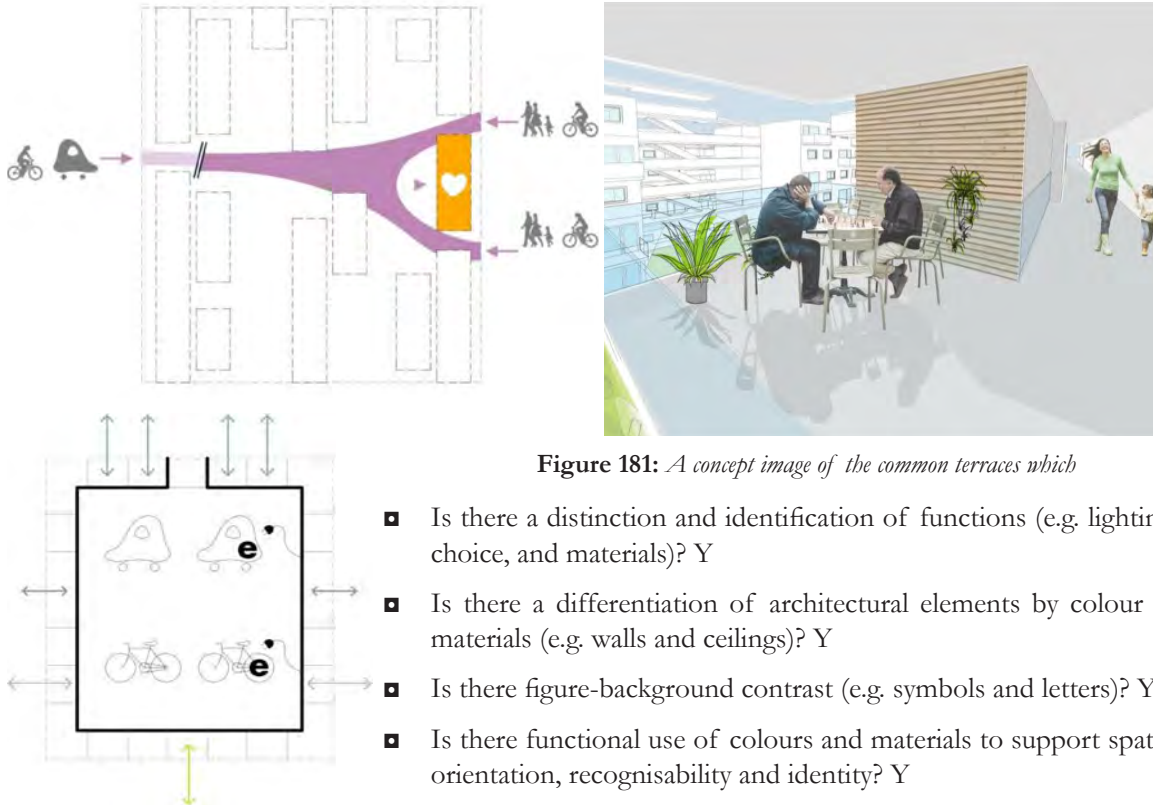 Figure 181: A concept image of the common terraces which
Is there a distinction and identification of functions (e.g.
choice, and materials)? Y
Is there a differentiation of architectural elements by colour
materials (e.g. walls and ceilings)? Y
Is there figure-background contrast (e.g. symbols and letters)? Y
Is there functional use of colours and materials to support
orientation, recognisability and identity? Y
e
e